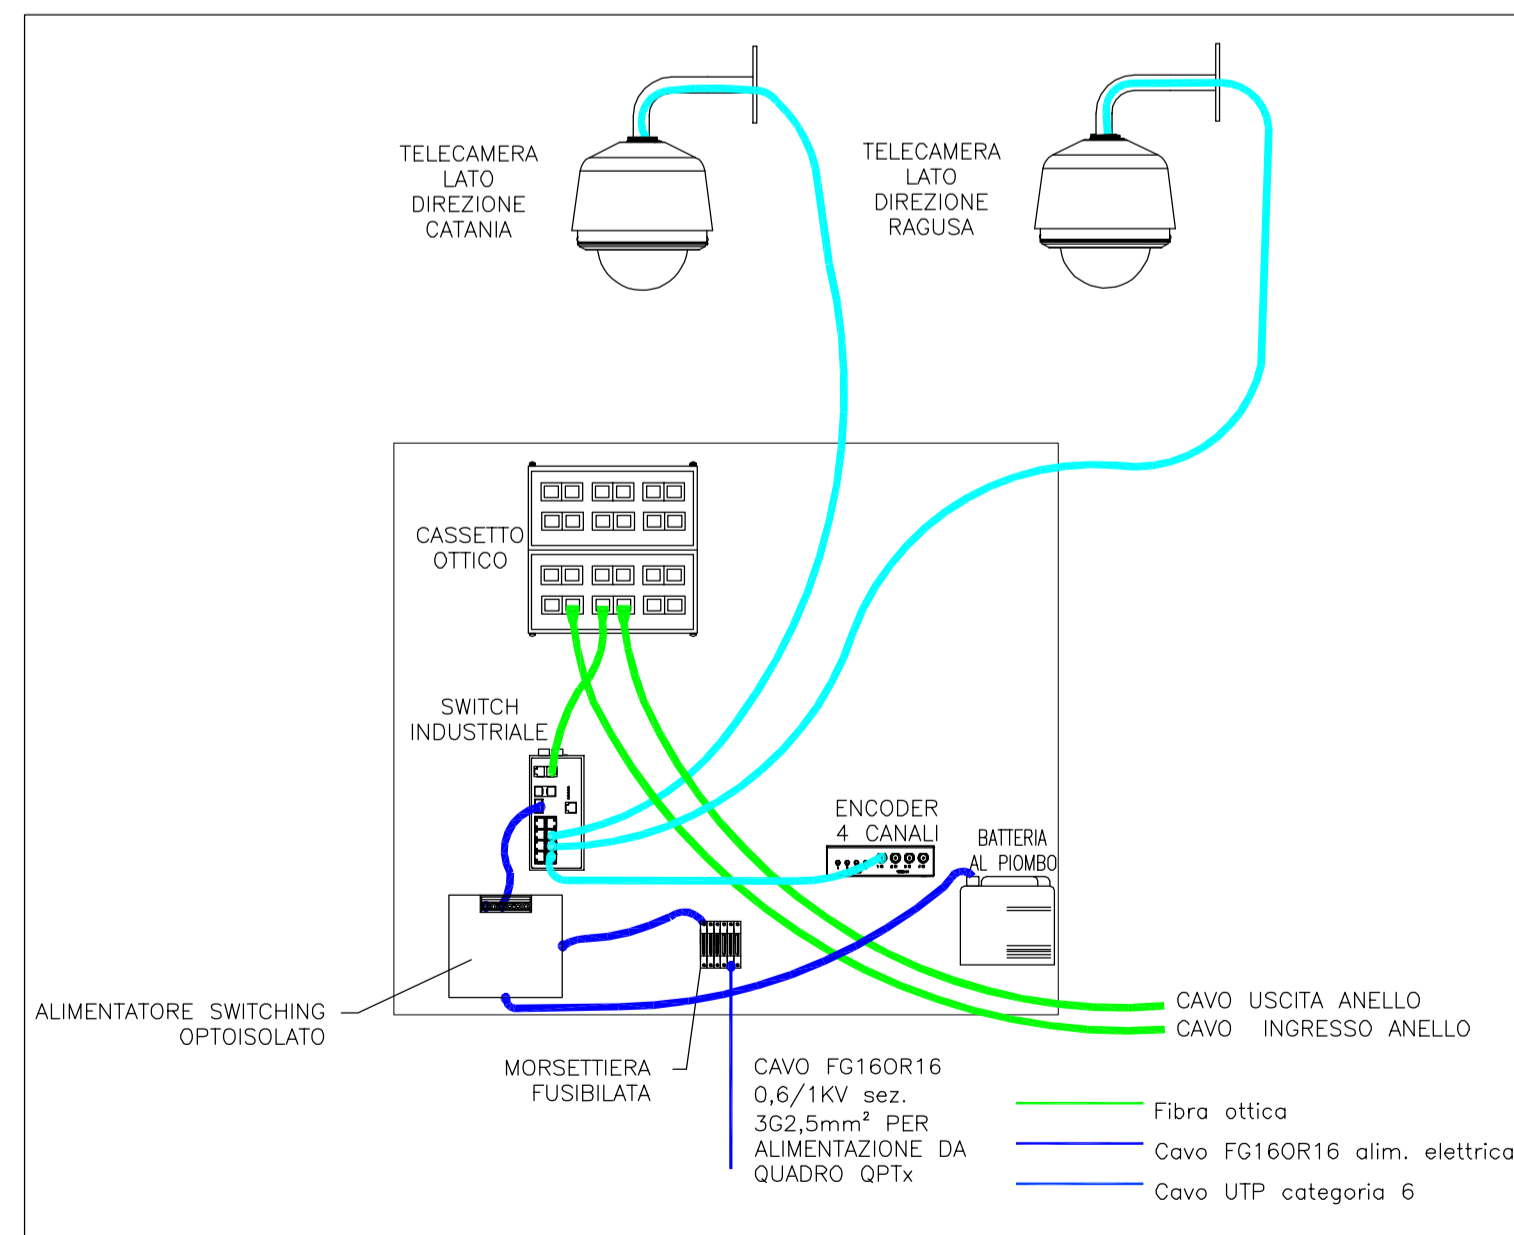 TELECAMERA
LATO
DIREZIONE
CATANIA
TELECAMERA
LATO
DIREZIONE
RAGUSA
CASSETTO
OTTICO
SWITCH
INDUSTRIALE
ENCODER
4 CANALI
BATTERIA
AL PIOMBO
ALIMENTATORE SWITCHING
OPTOISOLATO
CAVO USCITA ANELLO
CAVO INGRESSO ANELLO
MORSETTIERA
FUSIBILATA
CAVO FG16OR16
0,6/1KV sez.
3G2,5mm² PER
ALIMENTAZIONE DA
QUADRO QPTx
Fibra ottica
Cavo FG16OR16 alim. elettrica
Cavo UTP categoria 6